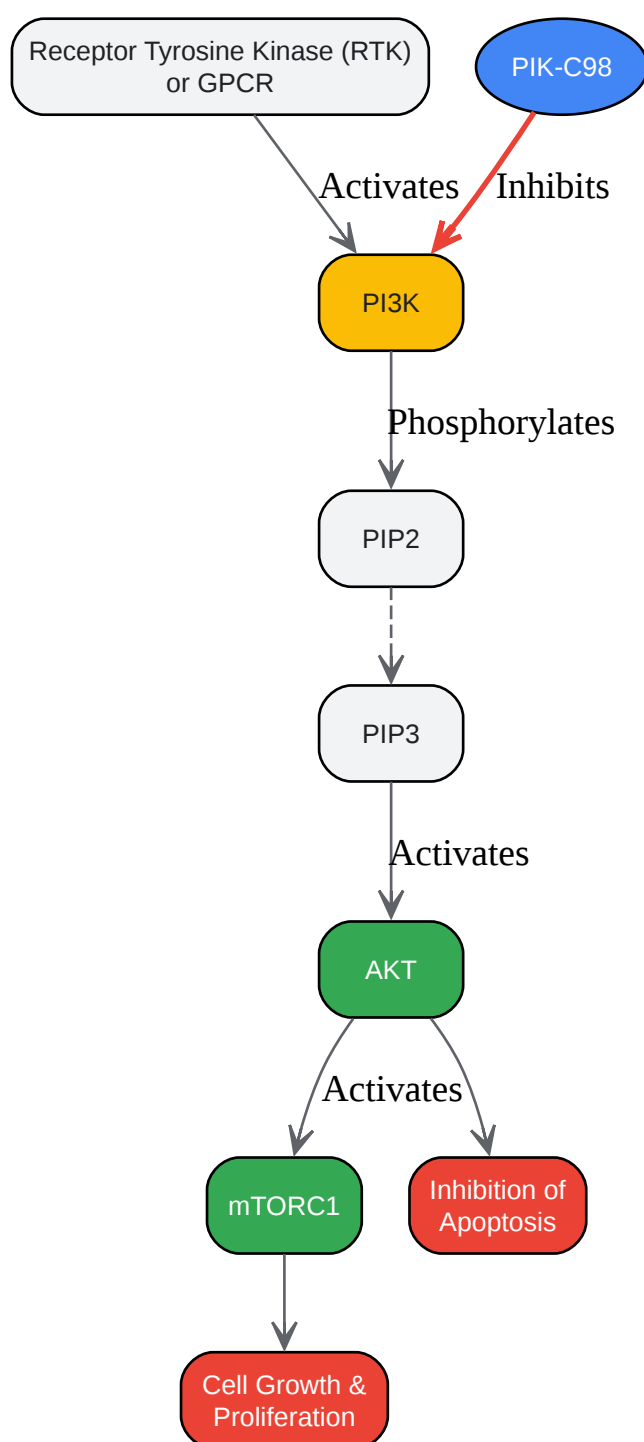 Receptor Tyrosine Kinase (RTK)
or GPCR
PIK-C98
Activates
Inhibits
PI3K
Phosphorylates
PIP2
PIP3
Activates
AKT
Activates
mTORC1
Inhibition of
Apoptosis
Cell Growth &
Proliferation